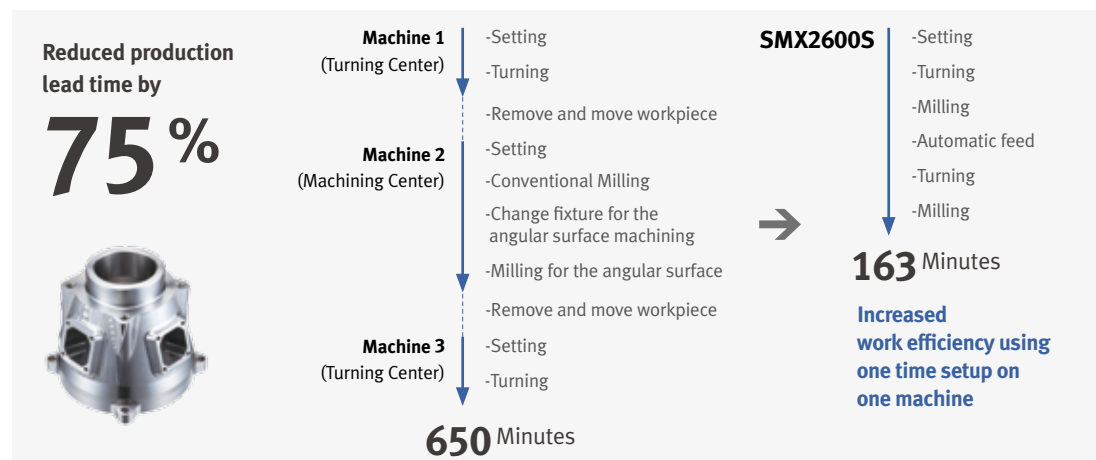 Reduced production
lead time by
75%
Machine 1
(Turning Center)
-Setting
-Turning
-Remove and move workpiece
Machine 2
(Machining Center)
-Setting
-Conventional Milling
-Change fixture for the
angular surface machining
-Milling for the angular surface
-Remove and move workpiece
Machine 3
(Turning Center)
-Setting
-Turning
650 Minutes
SMX2600S
-Setting
-Turning
-Milling
-Automatic feed
-Turning
-Milling
163 Minutes
Increased
work efficiency using
one time setup on
one machine